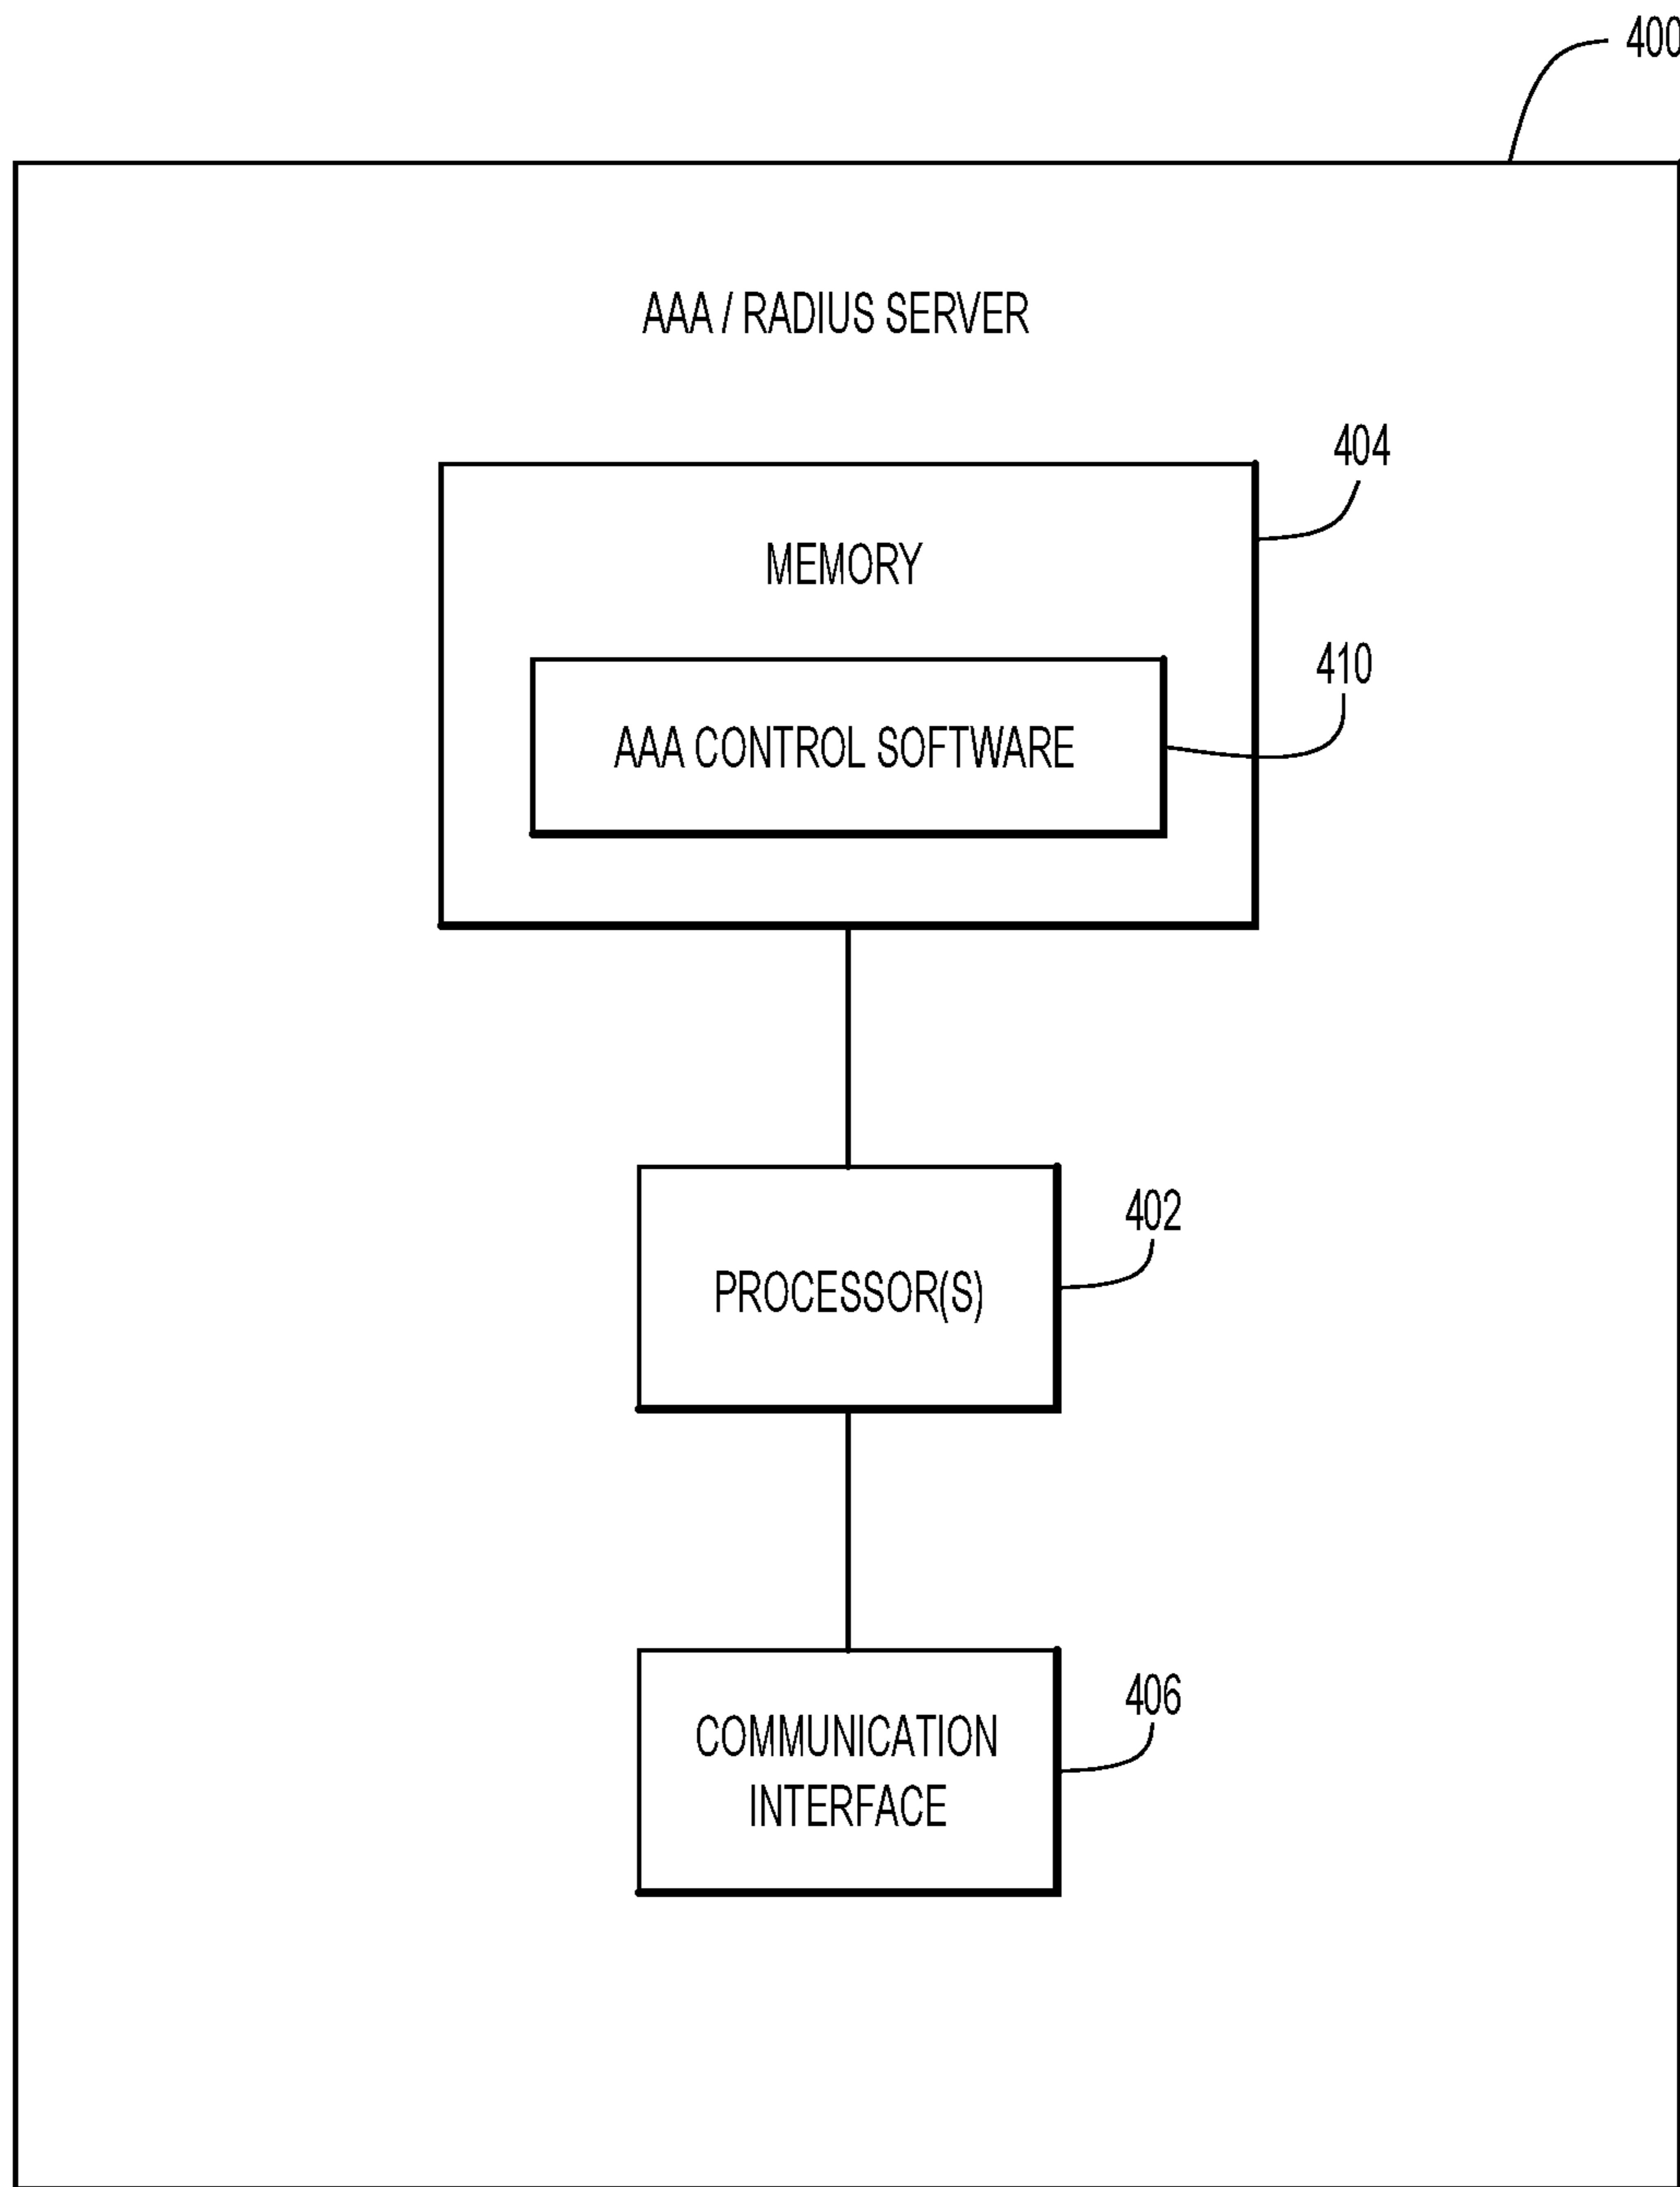 400
AAA / RADIUS SERVER
404
MEMORY
410
AAA CONTROL SOFTWARE
402
PROCESSOR(S)
406
COMMUNICATION
INTERFACE